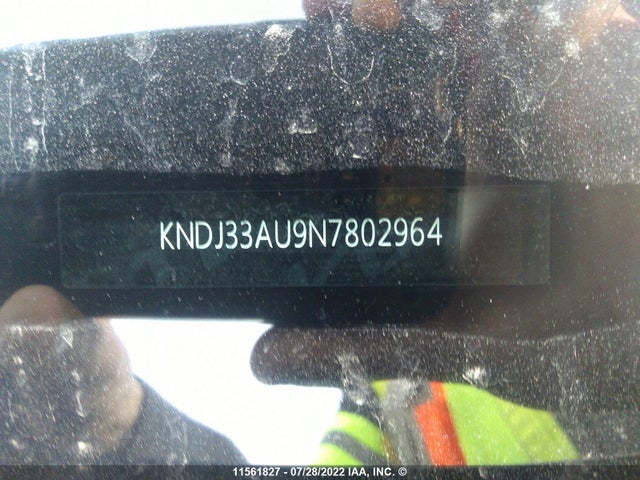 KNDJ33AU9N7802964
11561827 - 07/28/2022 IAA, INC. ©